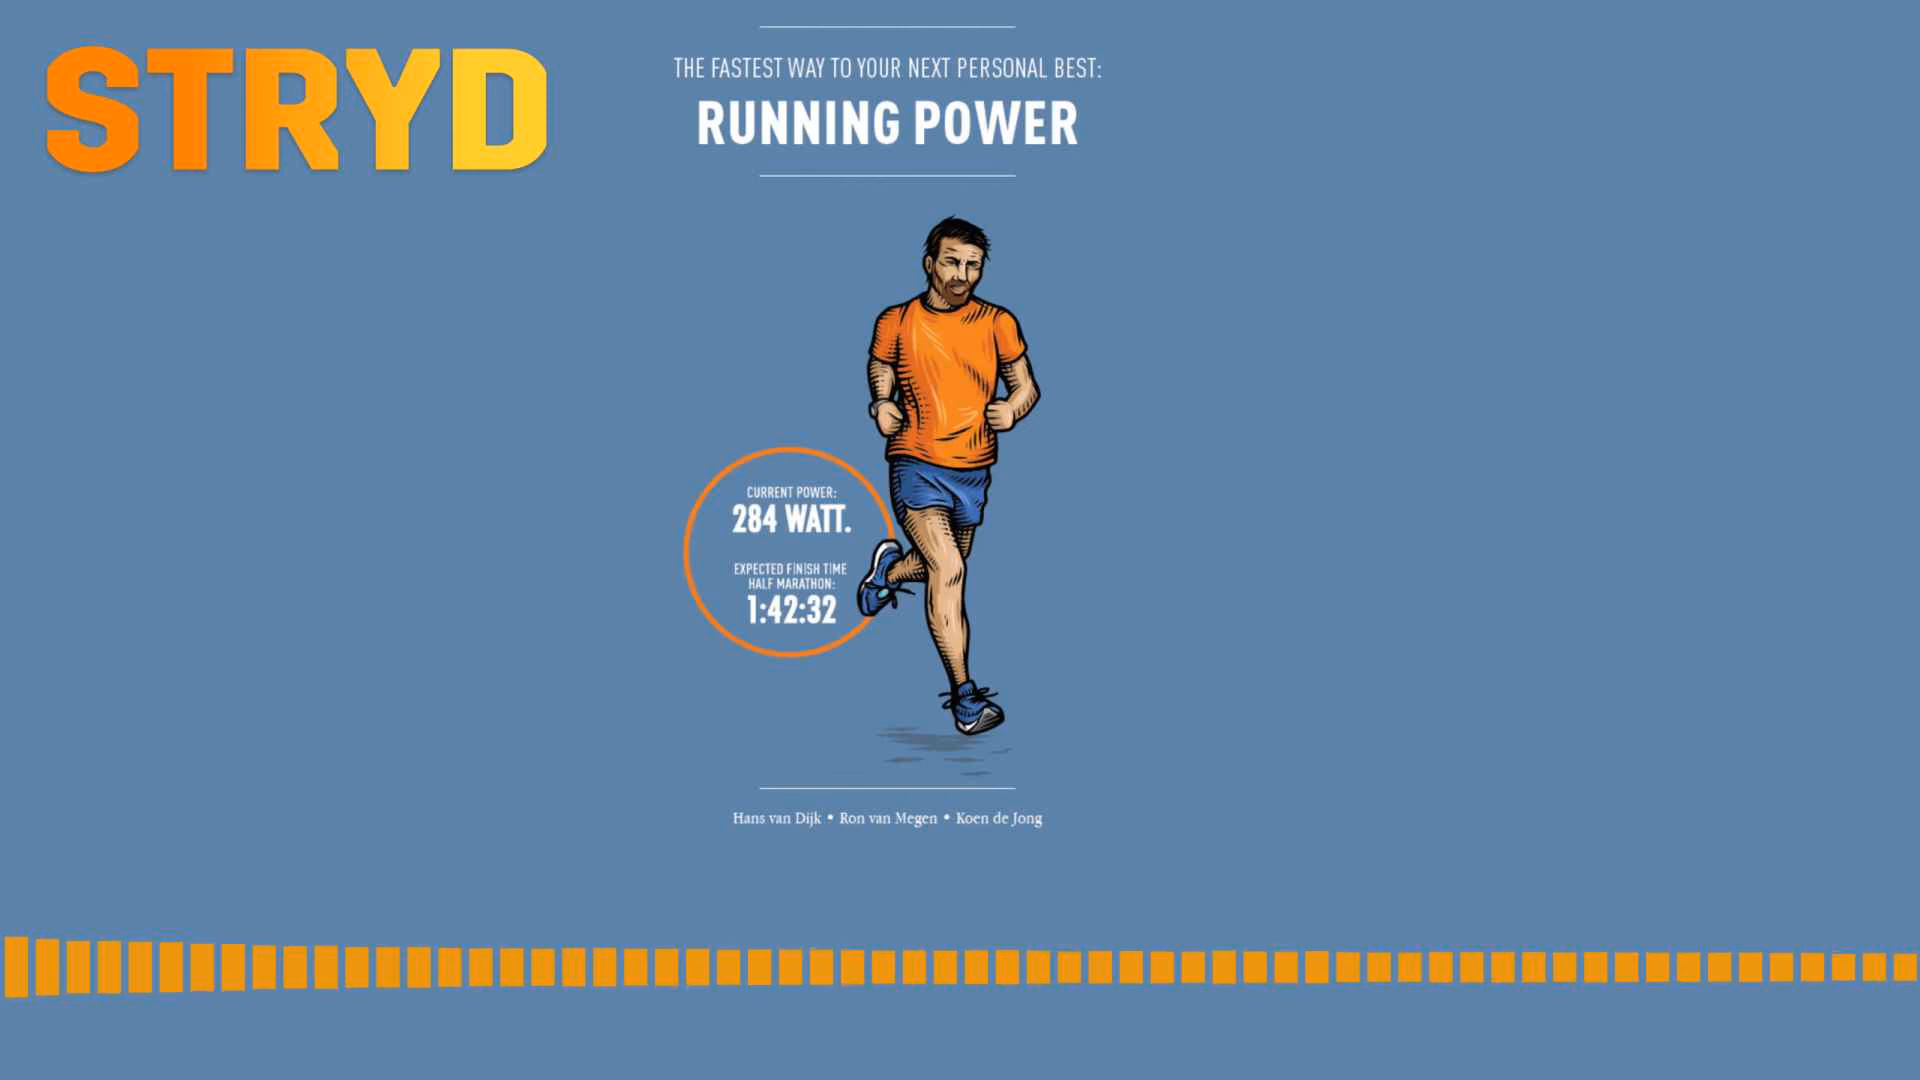 STRYD
THE FASTEST WAY TO YOUR NEXT PERSONAL BEST:
RUNNING POWER
CURRENT POWER:
284 WATT.
EXPECTED FINISH TIME
HALF MARATHON:
1:42:32
Hans van Dijk • Ron van Megen • Koen de Jong